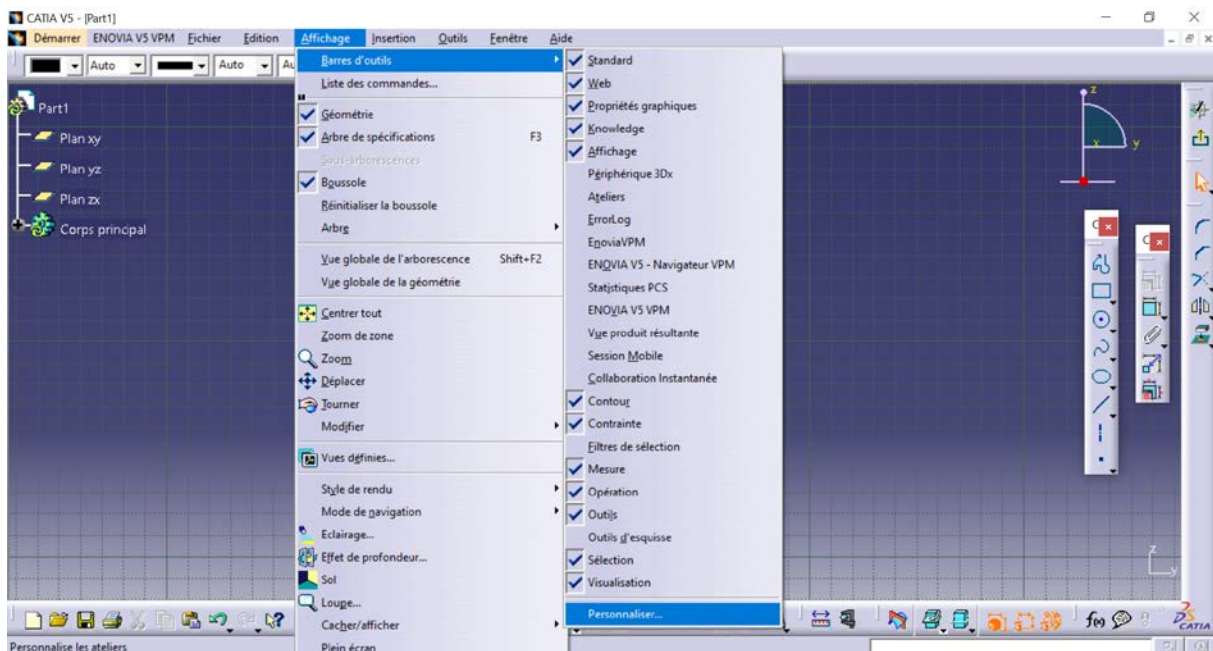 CATIA V5 - [Part1]
Démarrer ENOVIA V5 VPM Fichier Edition Affichage Insertion Outils Fenêtre Aide
Auto Auto Au
Part1
Plan xy
Plan yz
Plan zx
Corps principal
Barres d'outils
Liste des commandes...
Géométrie
Arbre de spécifications F3
Sous-arborescences
Boussole
Réinitialiser la boussole
Arbre
Vue globale de l'arborescence Shift+F2
Vue globale de la géométrie
Centrer tout
Zoom de zone
Zoom
Déplacer
Tourner
Modifier
Vues définies...
Style de rendu
Mode de navigation
Eclairage...
Effet de profondeur...
Sol
Loupe...
Cacher/afficher
Plein écran
Standard
Web
Propriétés graphiques
Knowledge
Affichage
Périphérique 3Dx
Ateliers
ErrorLog
EnoviaVPM
ENOVIA V5 - Navigateur VPM
Statistiques PCS
ENOVIA V5 VPM
Vue produit résultante
Session Mobile
Collaboration Instantanée
Contour
Contrainte
Filtres de sélection
Mesure
Opération
Outils
Outils d'esquisse
Sélection
Visualisation
Personnaliser...
z
x y
C
C
z
y
f(x)
CATIA
Personnalise les ateliers